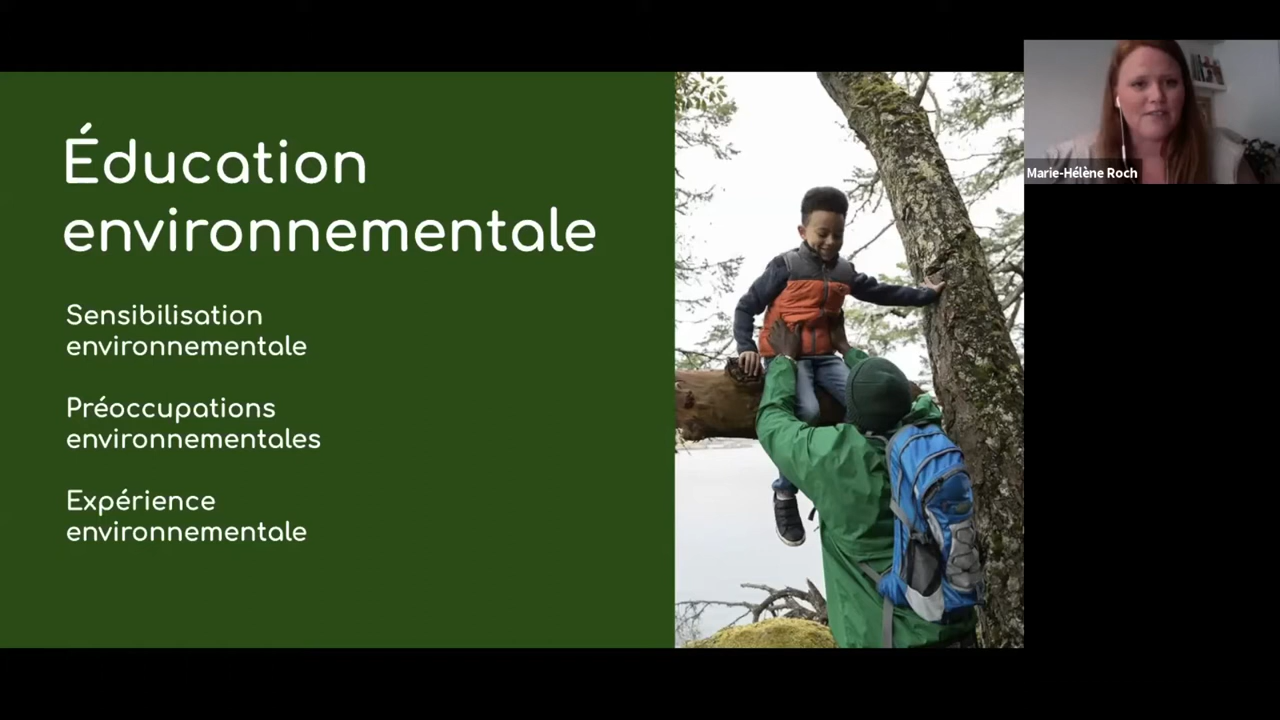 Éducation
environnementale
Sensibilisation
environnementale
Préoccupations
environnementales
Expérience
environnementale
Marie-Hélène Roch